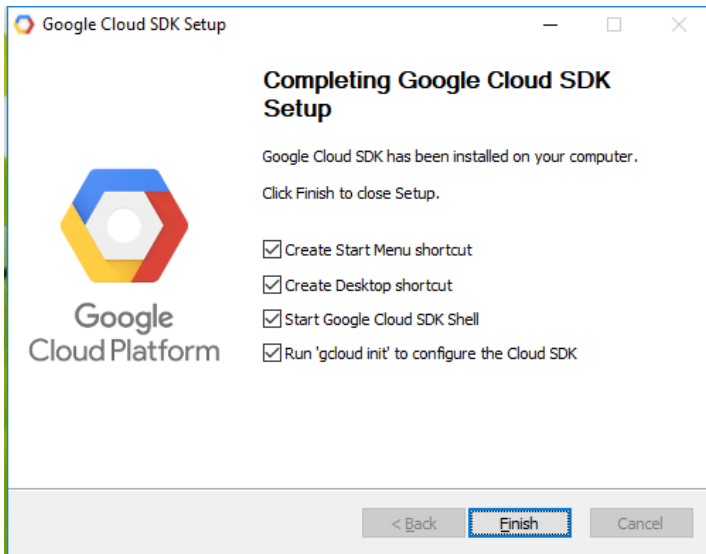 Google Cloud SDK Setup
Completing Google Cloud SDK
Setup
Google Cloud SDK has been installed on your computer.
Click Finish to close Setup.
Create Start Menu shortcut
Create Desktop shortcut
Start Google Cloud SDK Shell
Run 'gcloud init' to configure the Cloud SDK
Google
Cloud Platform
< Back
Finish
Cancel